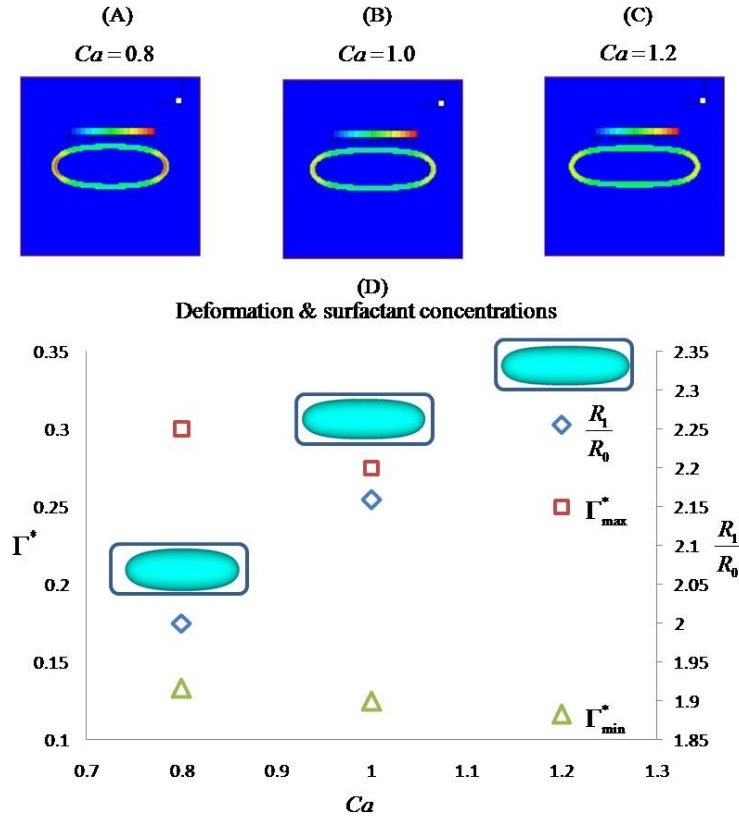 (A) (B) (C)
Ca = 0.8 Ca = 1.0 Ca = 1.2
(D)
Deformation & surfactant concentrations
0.35 2.35
2.3
0.3 2.25
R₁/R₀
2.2
0.25 2.15
Γ*max
Γ* 2.1 R₁/R₀
0.2 2.05
2
0.15 1.95
1.9
Γ*min
0.1 1.85
0.7 0.8 0.9 1 1.1 1.2 1.3
Ca